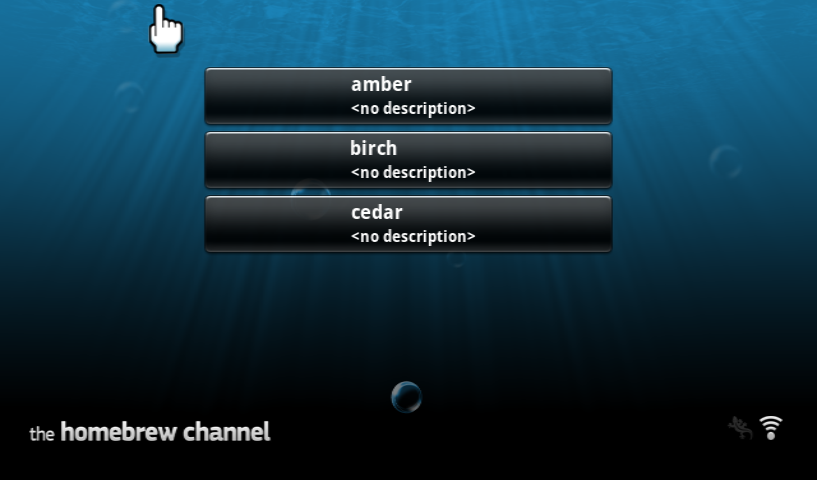 amber
<no description>
birch
<no description>
cedar
<no description>
the homebrew channel